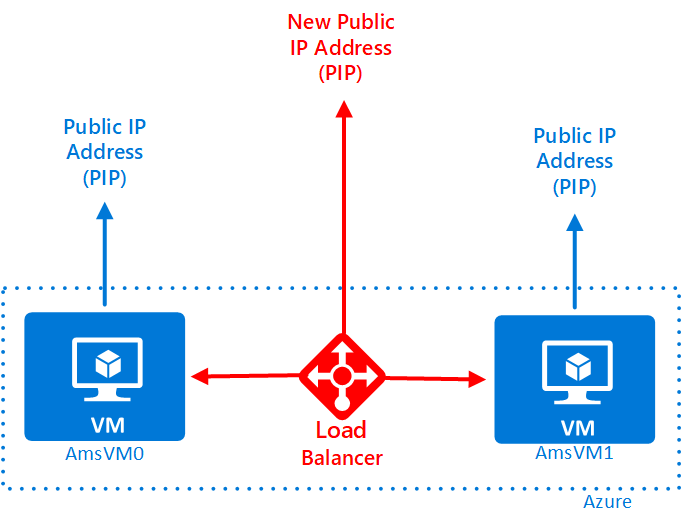 New Public
IP Address
(PIP)
Public IP
Address
(PIP)
Public IP
Address
(PIP)
VM
AmsVM0
Load
Balancer
VM
AmsVM1
Azure